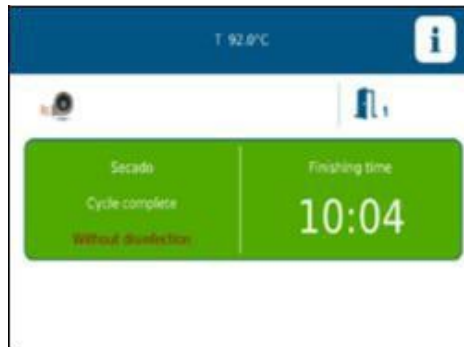 T 92.0°C
i
1
Secado
Cycle complete
Without disinfection
Finishing time
10:04